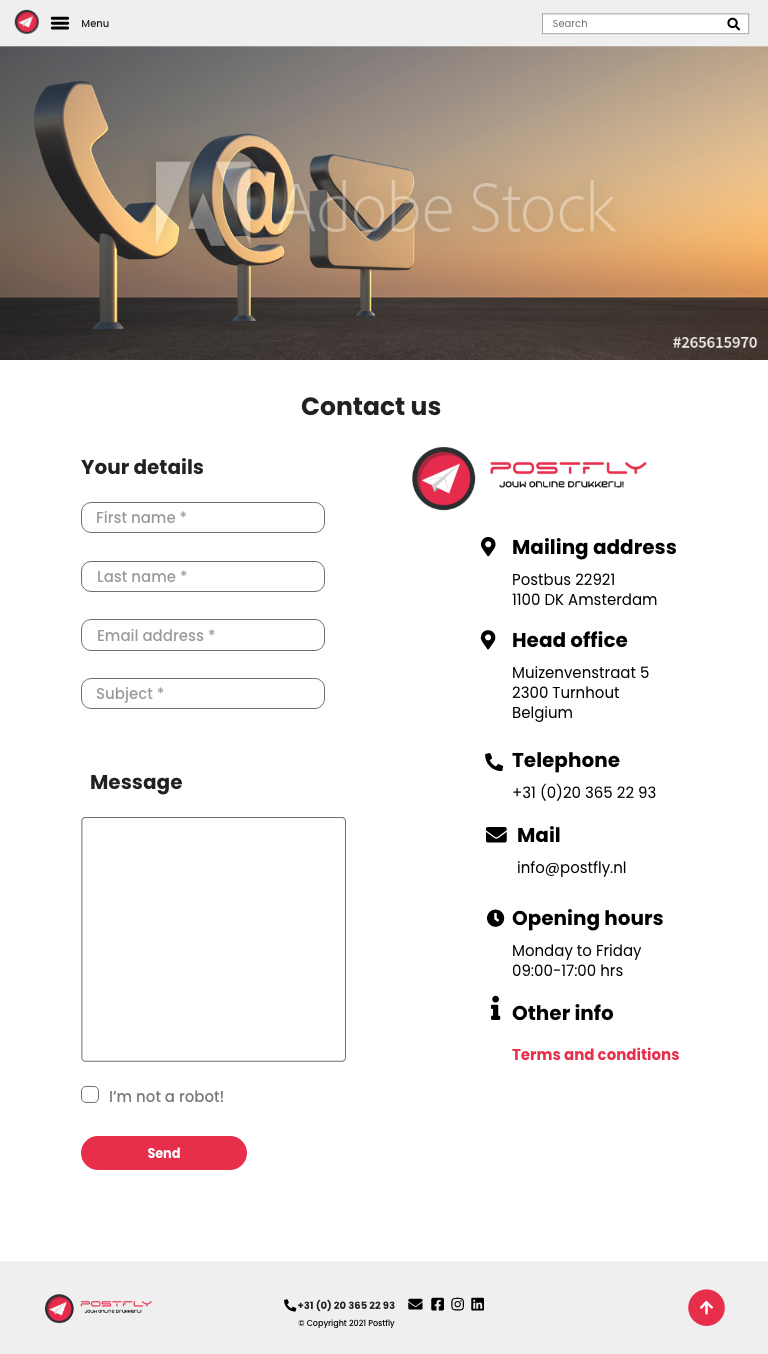 Menu
Search
Adobe Stock
#265615970
Contact us
Your details
First name *
Last name *
Email address *
Subject *
Message
I'm not a robot!
Send
POSTFLY
Jouw online drukkerij!
Mailing address
Postbus 22921
1100 DK Amsterdam
Head office
Muizenvenstraat 5
2300 Turnhout
Belgium
Telephone
+31 (0)20 365 22 93
Mail
info@postfly.nl
Opening hours
Monday to Friday
09:00-17:00 hrs
Other info
Terms and conditions
POSTFLY
Jouw online drukkerij!
+31 (0) 20 365 22 93
© Copyright 2021 Postfly